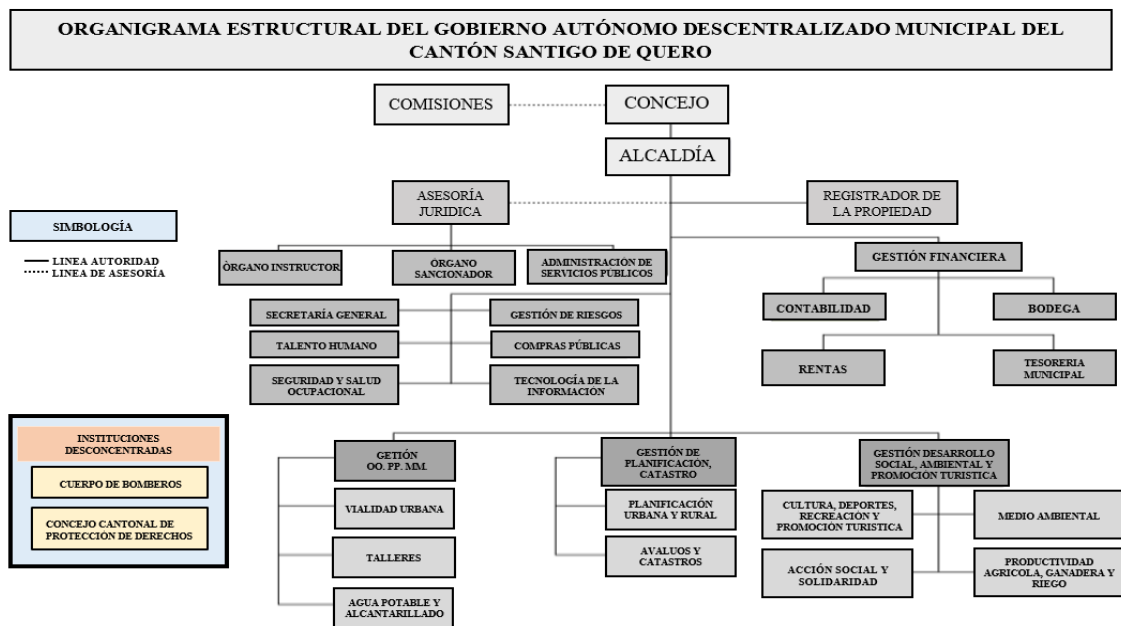 ORGANIGRAMA ESTRUCTURAL DEL GOBIERNO AUTÓNOMO DESCENTRALIZADO MUNICIPAL DEL
CANTÓN SANTIGO DE QUERO
COMISIONES
CONCEJO
ALCALDÍA
ASESORÍA
JURIDICA
REGISTRADOR DE
LA PROPIEDAD
SIMBOLOGÍA
LINEA AUTORIDAD
LINEA DE ASESORÍA
ÒRGANO INSTRUCTOR
ÒRGANO
SANCIONADOR
ADMINISTRACIÓN DE
SERVICIOS PÚBLICOS
GESTIÓN FINANCIERA
CONTABILIDAD
BODEGA
RENTAS
TESORERIA
MUNICIPAL
SECRETARÍA GENERAL
GESTIÓN DE RIESGOS
TALENTO HUMANO
COMPRAS PÚBLICAS
SEGURIDAD Y SALUD
OCUPACIONAL
TECNOLOGÍA DE LA
INFORMACIÓN
INSTITUCIONES
DESCONCENTRADAS
CUERPO DE BOMBEROS
CONCEJO CANTONAL DE
PROTECCIÓN DE DERECHOS
GETIÓN
OO. PP. MM.
VIALIDAD URBANA
TALLERES
AGUA POTABLE Y
ALCANTARILLADO
GESTIÓN DE
PLANIFICACIÓN,
CATASTRO
PLANIFICACIÓN
URBANA Y RURAL
AVALUOS Y
CATASTROS
GESTIÓN DESARROLLO
SOCIAL, AMBIENTAL Y
PROMOCIÓN TURISTICA
CULTURA, DEPORTES,
RECREACIÓN Y
PROMOCIÓN TURISTICA
MEDIO AMBIENTAL
ACCIÓN SOCIAL Y
SOLIDARIDAD
PRODUCTIVIDAD
AGRICOLA, GANADERA Y
RIEGO